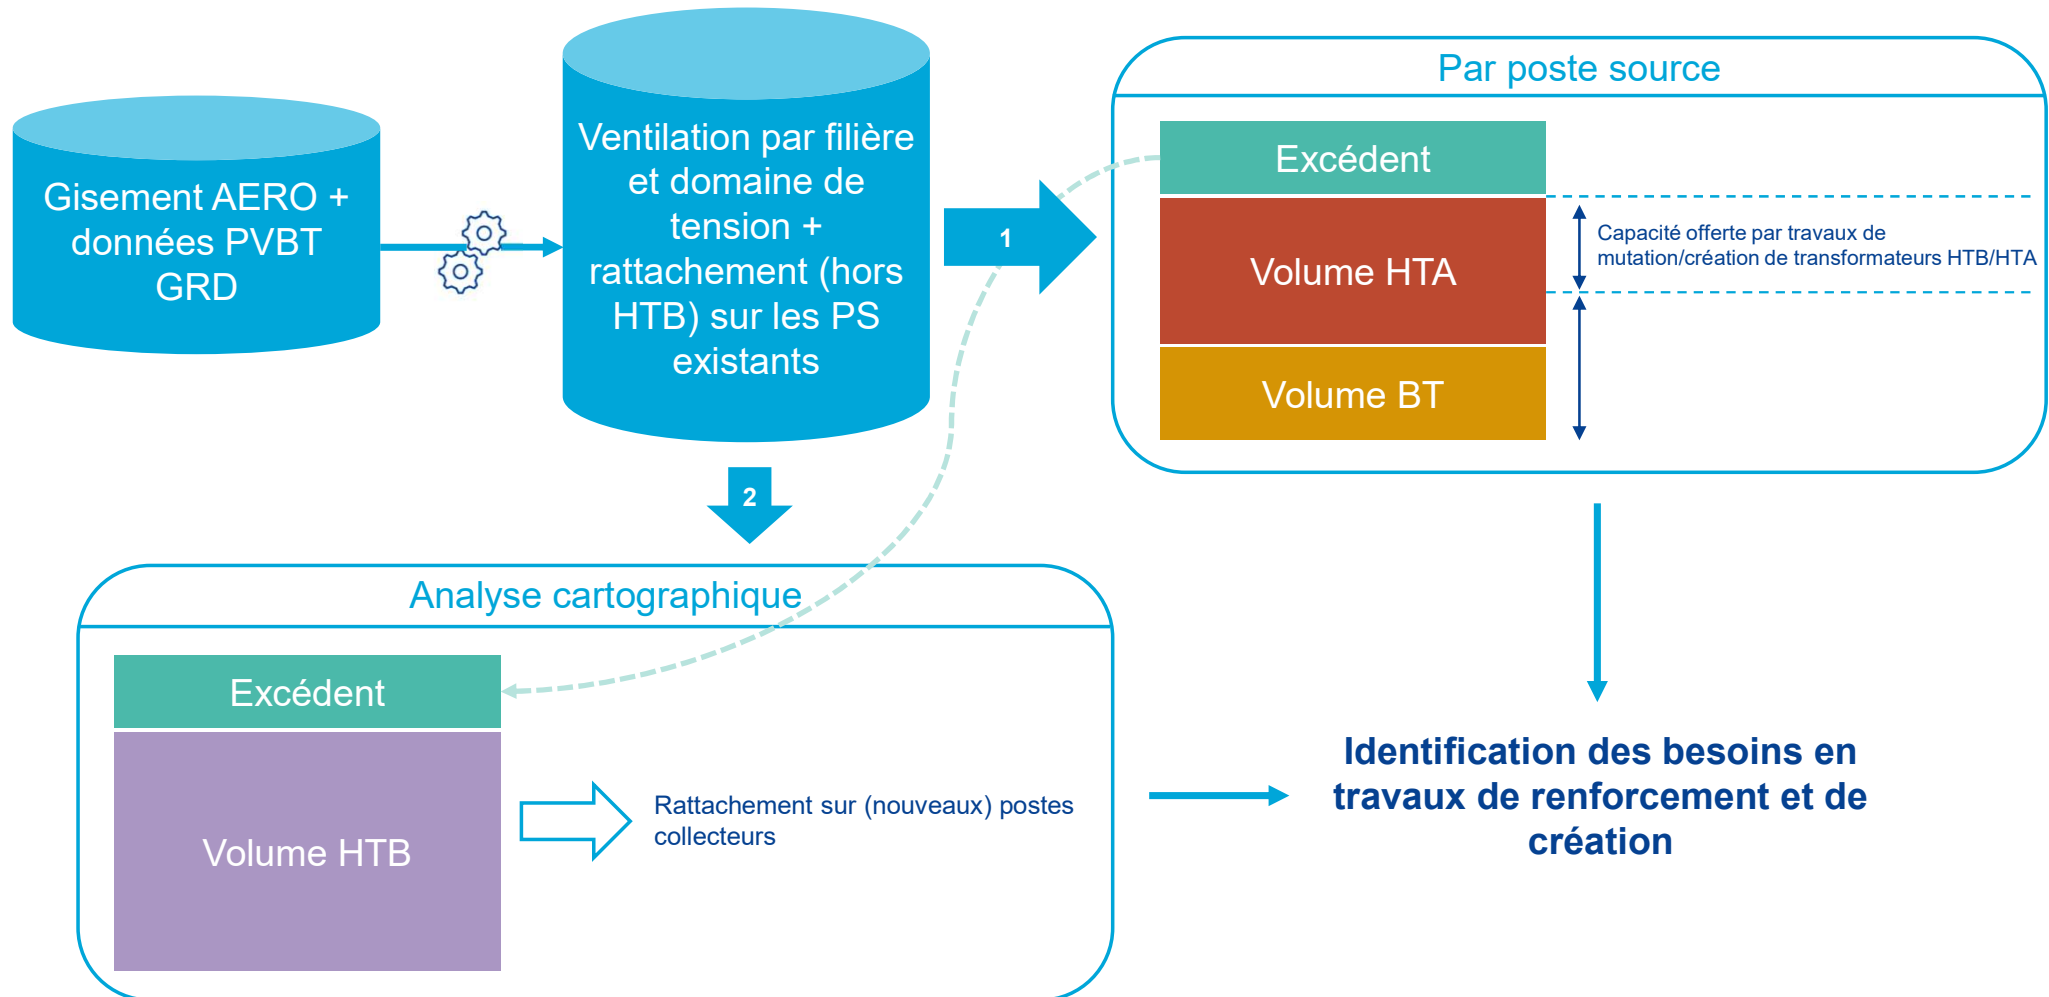 Gisement AERO +
données PVBT
GRD
Ventilation par filière
et domaine de
tension +
rattachement (hors
HTB) sur les PS
existants
1
2
Par poste source
Excédent
Volume HTA
Volume BT
Capacité offerte par travaux de
mutation/création de transformateurs HTB/HTA
Analyse cartographique
Excédent
Volume HTB
Rattachement sur (nouveaux) postes
collecteurs
Identification des besoins en
travaux de renforcement et de
création